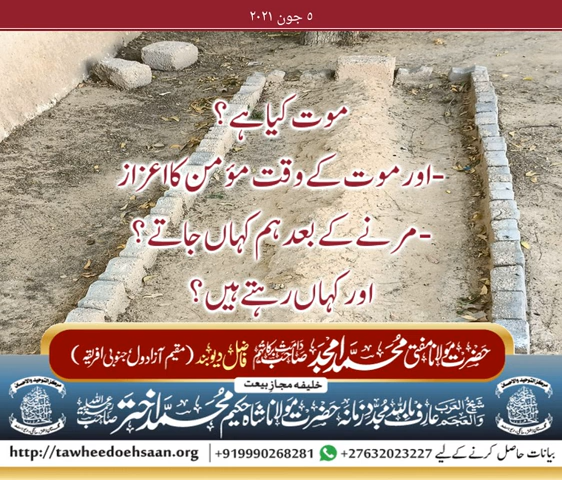 ۵ جون ۲۰۲۱
موت کیا ہے؟
-اور موت کے وقت مؤمن کا اعزاز
-مرنے کے بعد ہم کہاں جاتے؟
اور کہاں رہتے ہیں؟
حضرت مولانا مفتی محمد امجد صاحب دامت برکاتہم فاضل دیوبند (مقیم آزادول جنوبی افریقہ)
خلیفہ مجاز بیعت
شیخ العرب والعجم عارف باللہ مجدد زمانہ حضرت مولانا شاہ حکیم محمد اختر صاحب
http://tawheedoehsaan.org | +919990268281 +27632023227 بیانات حاصل کرنے کے لیے